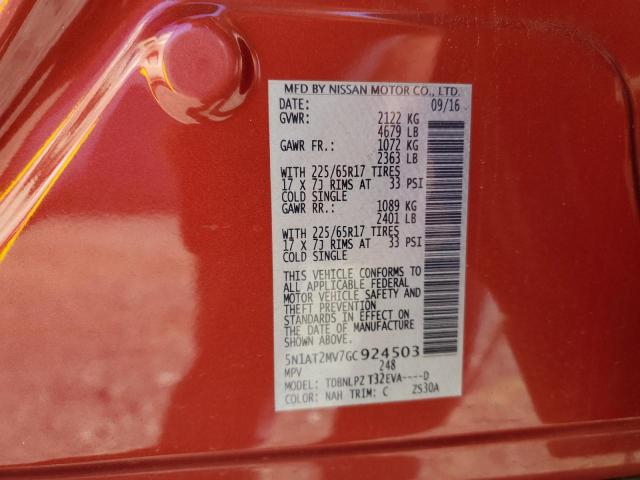 MFD BY NISSAN MOTOR CO., LTD.
DATE: 09/16
GVWR: 2122 KG
4679 LB
GAWR FR.: 1072 KG
2363 LB
WITH 225/65R17 TIRES
17 X 7J RIMS AT 33 PSI
COLD SINGLE
GAWR RR.: 1089 KG
2401 LB
WITH 225/65R17 TIRES
17 X 7J RIMS AT 33 PSI
COLD SINGLE
THIS VEHICLE CONFORMS TO
ALL APPLICABLE FEDERAL
MOTOR VEHICLE SAFETY AND
THEFT PREVENTION
STANDARDS IN EFFECT ON
THE DATE OF MANUFACTURE
SHOWN ABOVE.
5N1AT2MV7GC924503
MPV 248
MODEL: TDBNLPZ T32EVA----D
COLOR: NAH TRIM: C ZS30A